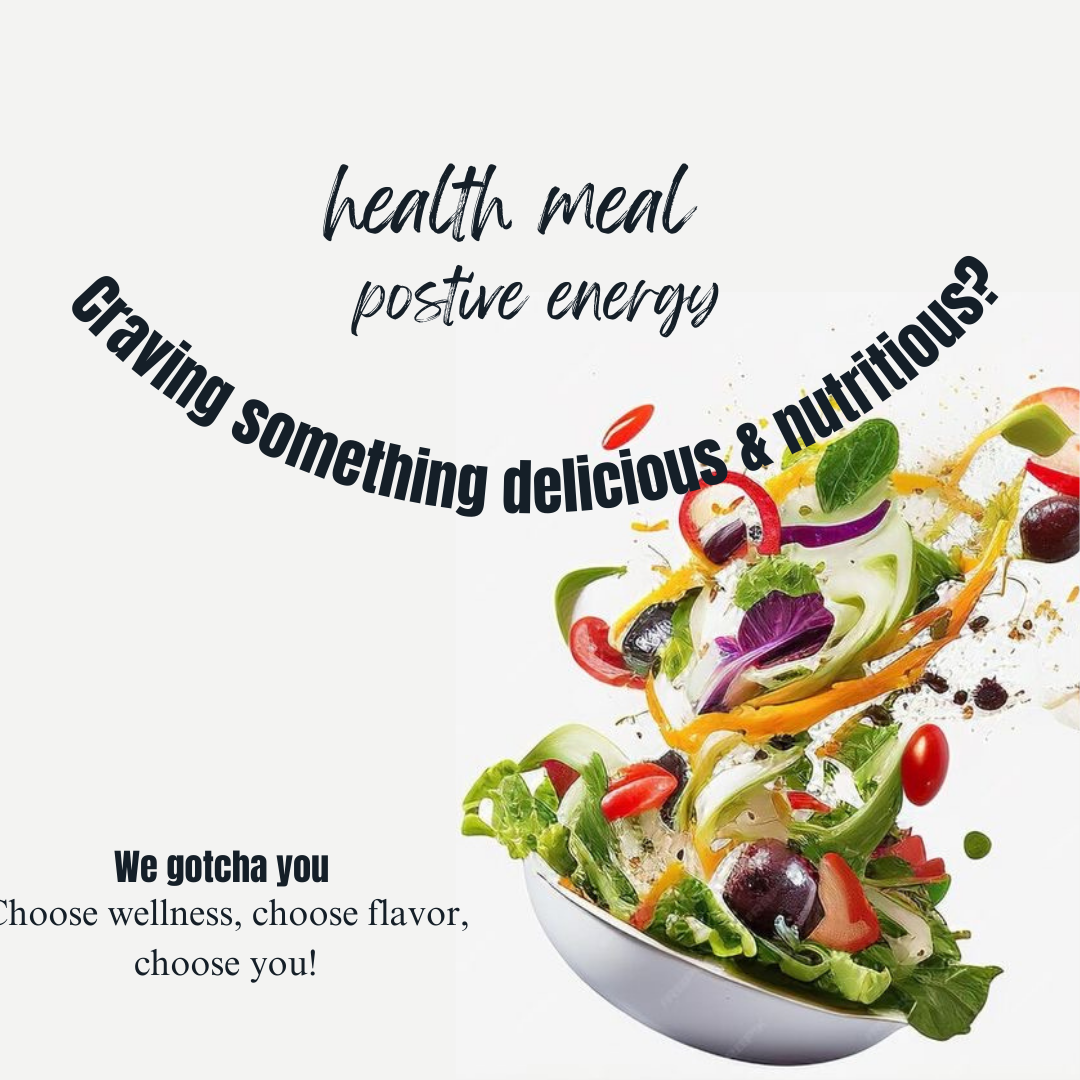 health meal
postive energy
Craving something delicious & nutritious?
We gotcha you
Choose wellness, choose flavor,
choose you!